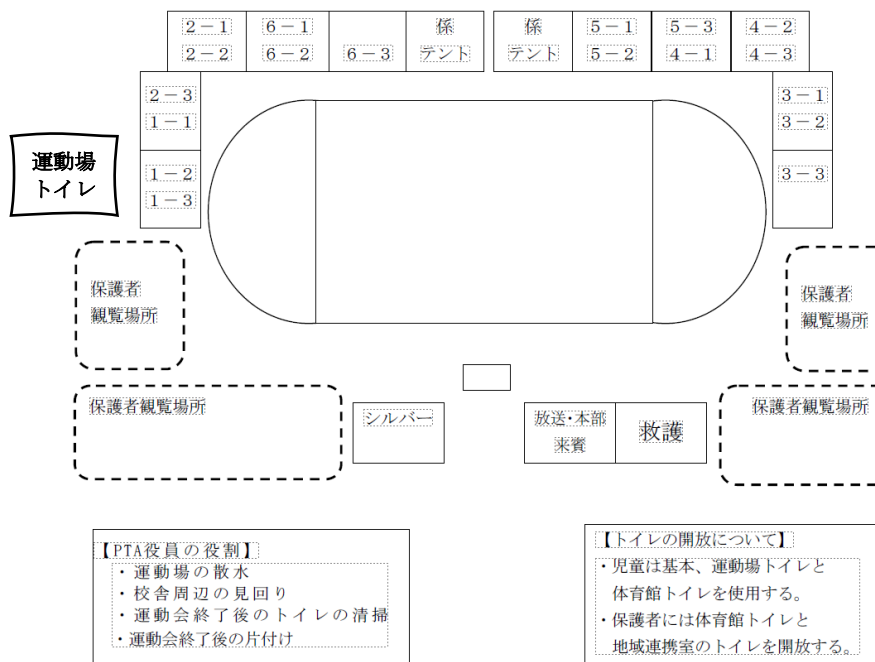 2－1
2－2
6－1
6－2
6－3
係
テント
係
テント
5－1
5－2
5－3
4－1
4－2
4－3
2－3
1－1
1－2
1－3
3－1
3－2
3－3
運動場
トイレ
保護者
観覧場所
保護者
観覧場所
保護者観覧場所
シルバー
放送・本部
来賓
救護
保護者観覧場所
【PTA役員の役割】
・運動場の散水
・校舎周辺の見回り
・運動会終了後のトイレの清掃
・運動会終了後の片付け
【トイレの開放について】
・児童は基本、運動場トイレと
体育館トイレを使用する。
・保護者には体育館トイレと
地域連携室のトイレを開放する。